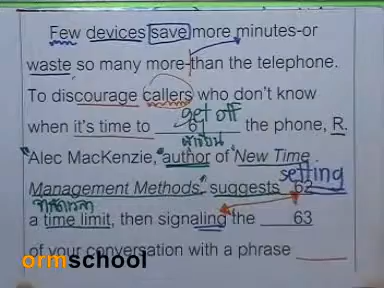 Few devices save more minutes-or
waste so many more-than the telephone.
To discourage callers who don't know
get off
when it's time to 61 the phone, R.
"Alec MacKenzie, "author of "New Time
setting
Management Methods," suggests 62
a time limit, then signaling the 63
of your conversation with a phrase
ormschool